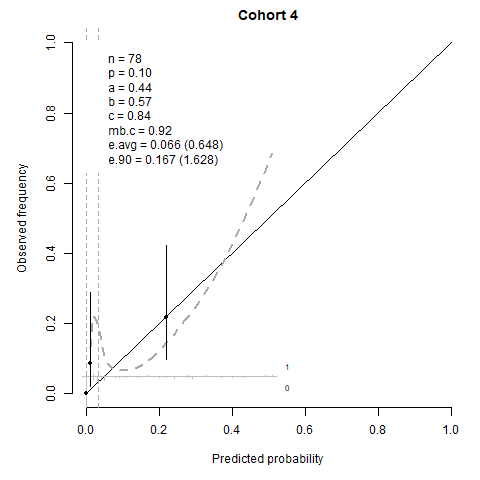 Cohort 4
n = 78
p = 0.10
a = 0.44
b = 0.57
c = 0.84
mb.c = 0.92
e.avg = 0.066 (0.648)
e.90 = 0.167 (1.628)
Observed frequency
1.0
0.8
0.6
0.4
0.2
0.0
1
0
0.0 0.2 0.4 0.6 0.8 1.0
Predicted probability